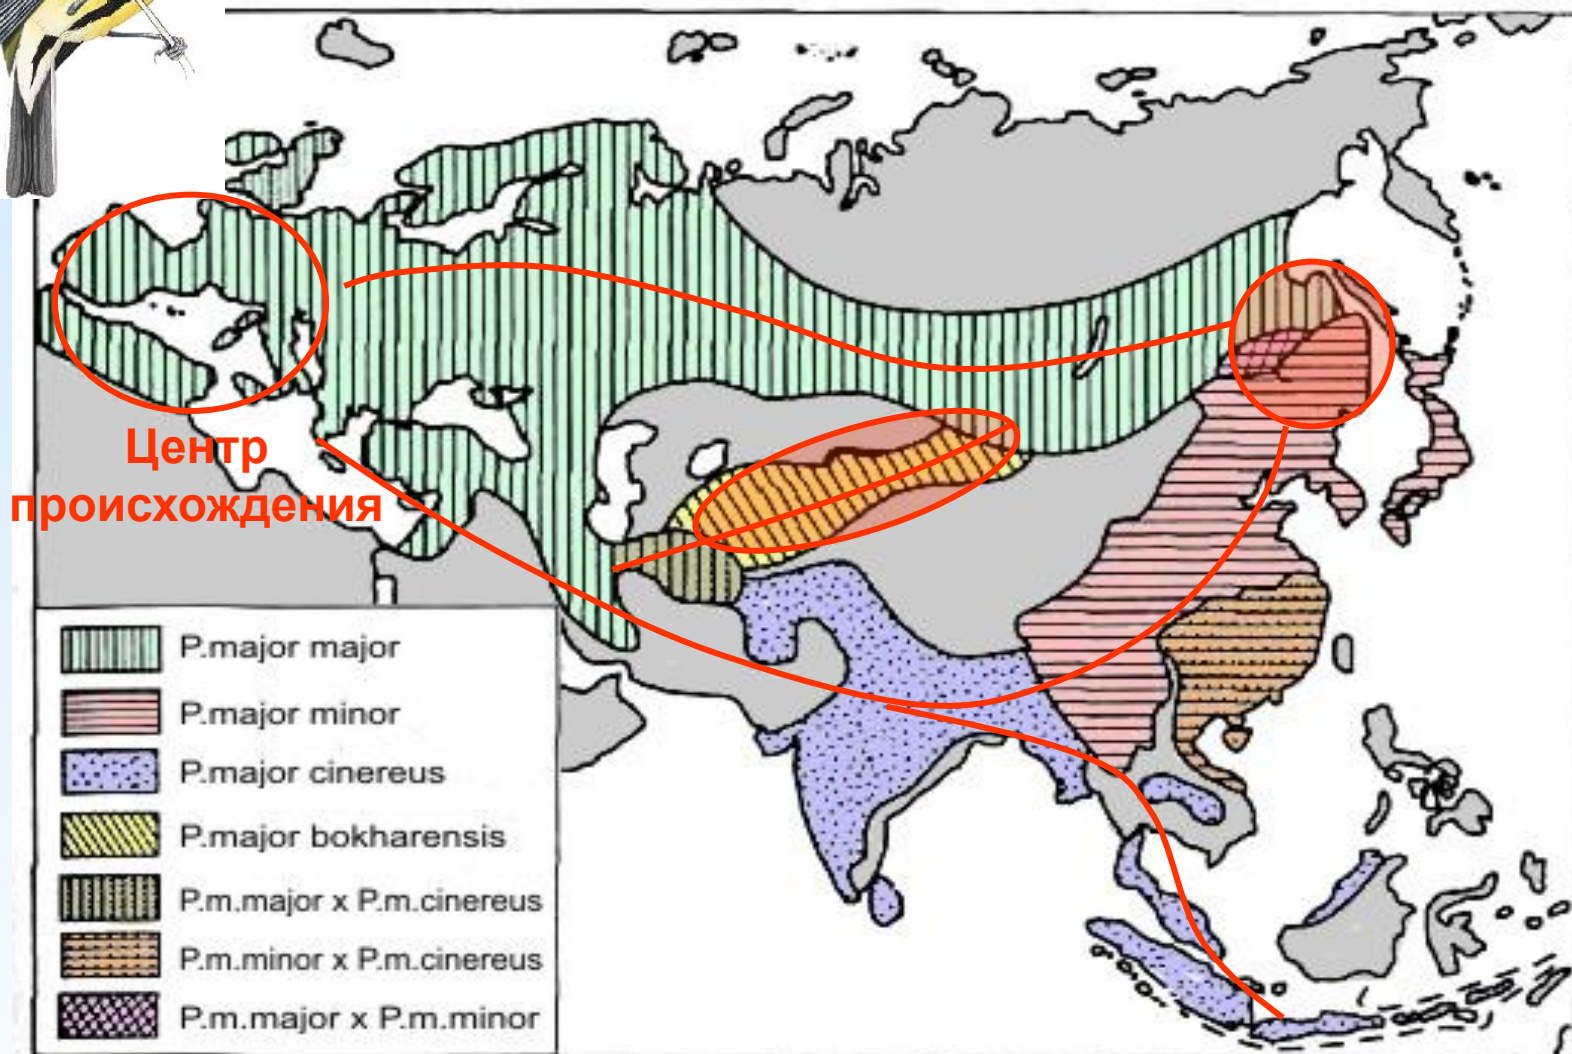 Центр
происхождения
P.major major
P.major minor
P.major cinereus
P.major bokharensis
P.m.major x P.m.cinereus
P.m.minor x P.m.cinereus
P.m.major x P.m.minor